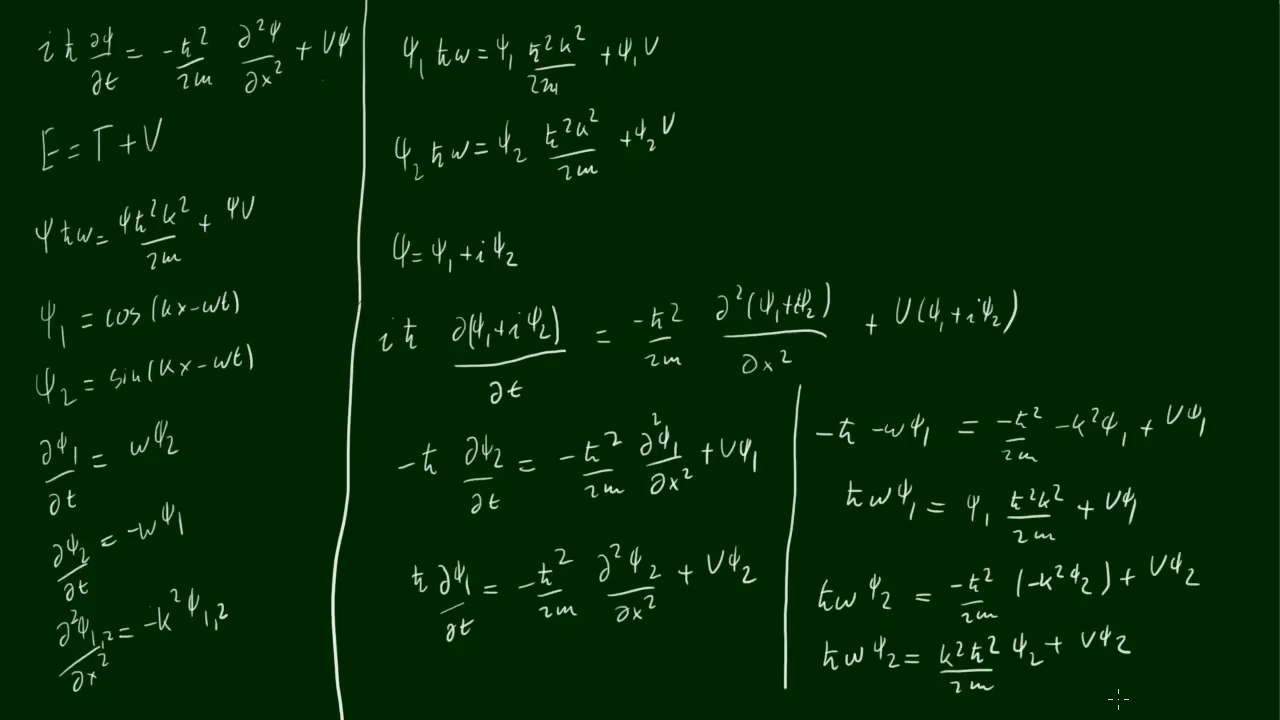 iħ ∂ψ/∂t = -ħ²/2m ∂²ψ/∂x² + Vψ
E = T + V
ψħω = ψħ²k²/2m + ψV
ψ₁ = cos(kx-ωt)
ψ₂ = sin(kx-ωt)
∂ψ₁/∂t = ωψ₂
∂ψ₂/∂t = -ωψ₁
∂²ψ₁,₂/∂x² = -k²ψ₁,₂
ψ₁ħω = ψ₁ ħ²k²/2m + ψ₁V
ψ₂ħω = ψ₂ ħ²k²/2m + ψ₂V
ψ = ψ₁ + iψ₂
iħ ∂(ψ₁+iψ₂)/∂t = -ħ²/2m ∂²(ψ₁+iψ₂)/∂x² + V(ψ₁+iψ₂)
-ħ ∂ψ₂/∂t = -ħ²/2m ∂²ψ₁/∂x² + Vψ₁
ħ ∂ψ₁/∂t = -ħ²/2m ∂²ψ₂/∂x² + Vψ₂
-ħ -ωψ₁ = -ħ²/2m -k²ψ₁ + Vψ₁
ħωψ₁ = ψ₁ ħ²k²/2m + Vψ₁
ħωψ₂ = -ħ²/2m (-k²ψ₂) + Vψ₂
ħωψ₂ = k²ħ²/2m ψ₂ + Vψ₂